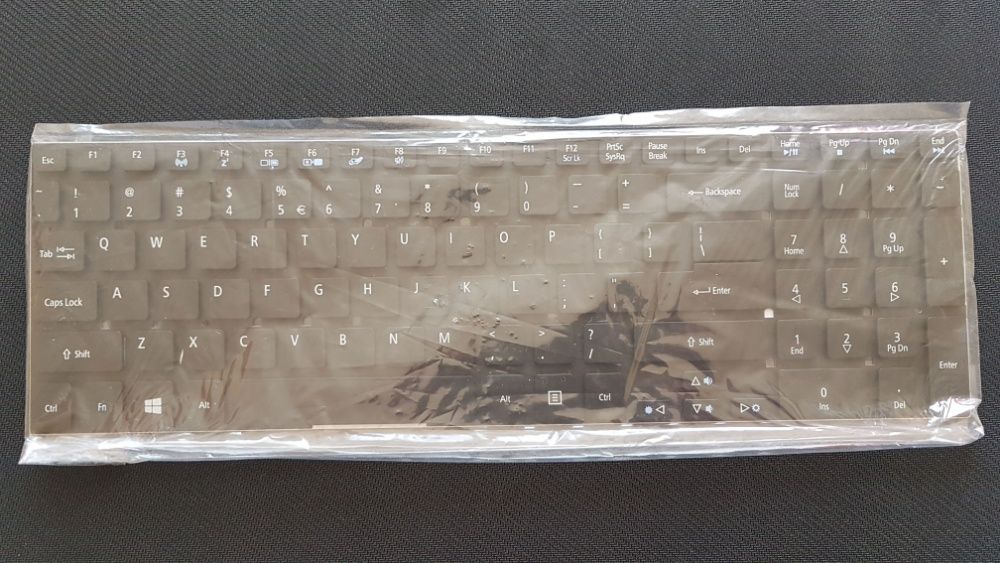 Esc F1 F2 F3 F4 F5 F6 F7 F8 F9 F10 F11 F12 PrtSc Pause Ins Del Home Pg Up Pg Dn End
Scr Lk SysRq Break
~ ! @ # $ % ^ & * ( ) _ + ← Backspace Num / * -
1 2 3 4 5 € 6 7 8 9 0 - = Lock
Tab Q W E R T Y U I O P { } | 7 8 9 +
[ ] \ Home Pg Up
Caps Lock A S D F G H J K L : " Enter 4 5 6
; '
Shift Z X C V B N M < > ? Shift 1 2 3 Enter
/ , . / End Pg Dn
Ctrl Fn Alt Alt Ctrl 0 . 
Ins Del